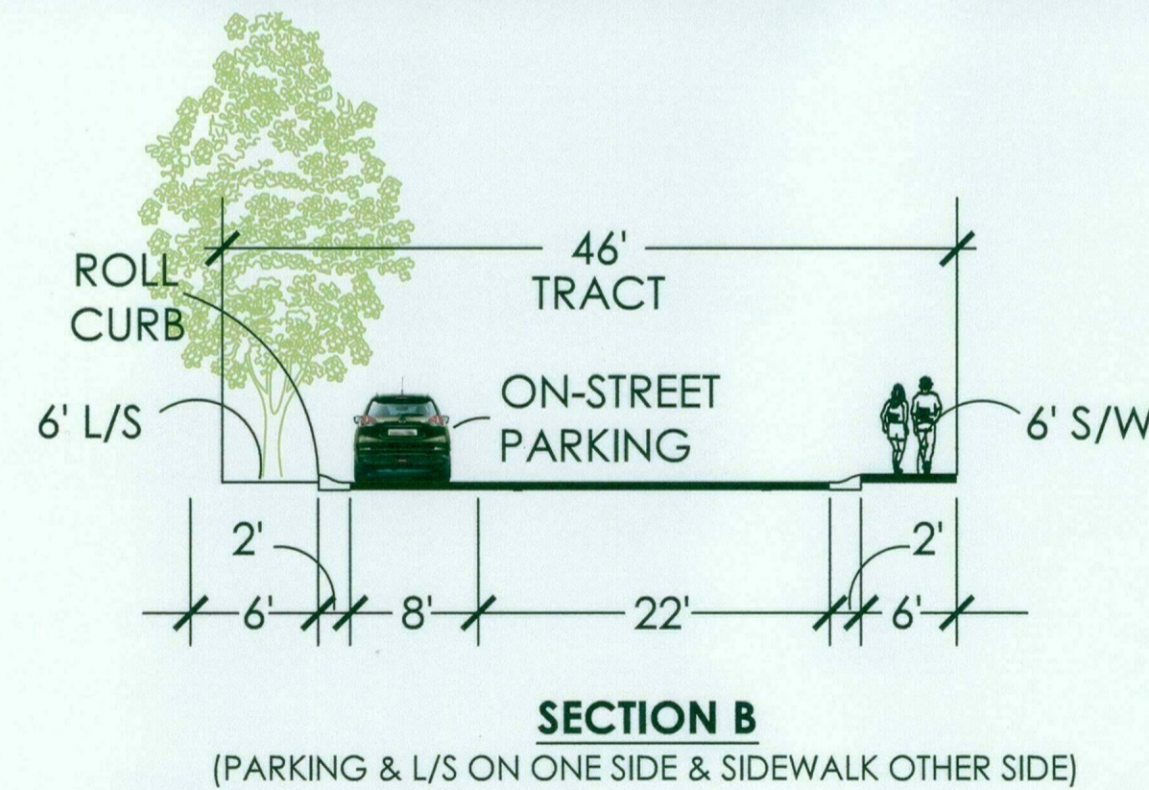 46'
TRACT
ROLL
CURB
ON-STREET
PARKING
6' L/S
6' S/W
2'
2'
6'
8'
22'
6'
SECTION B
(PARKING & L/S ON ONE SIDE & SIDEWALK OTHER SIDE)